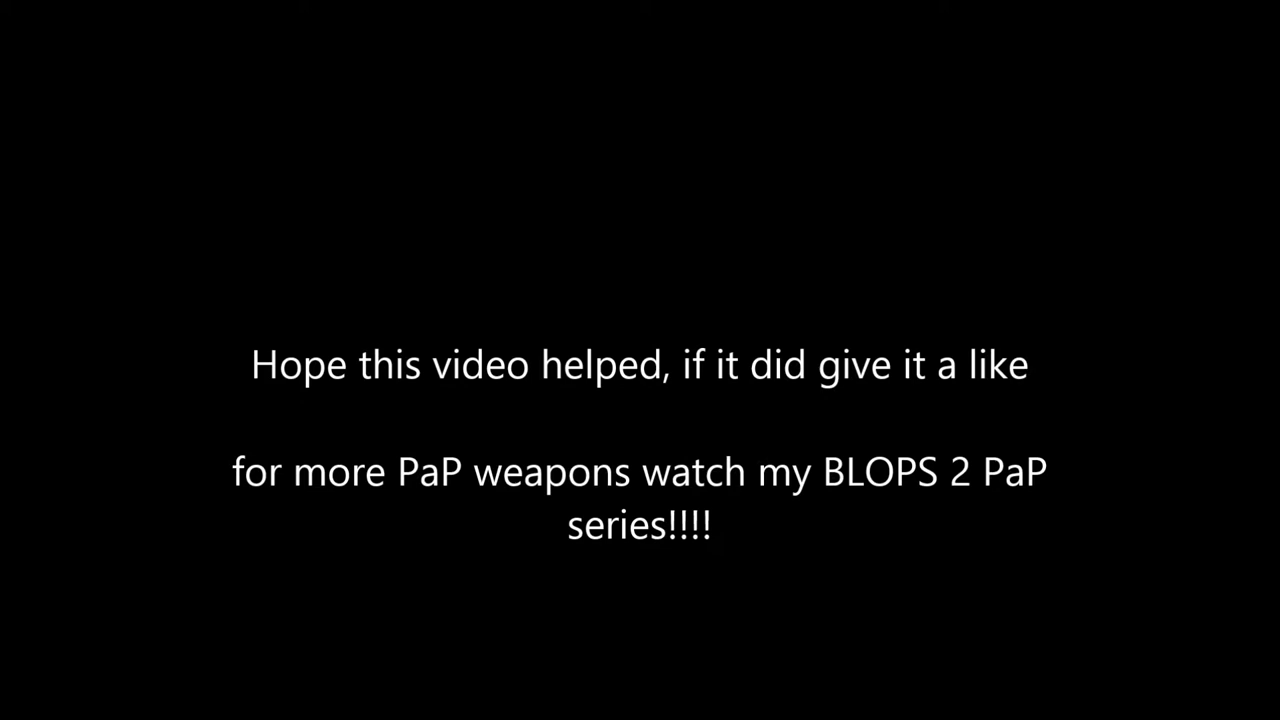 Hope this video helped, if it did give it a like
for more PaP weapons watch my BLOPS 2 PaP
series!!!!